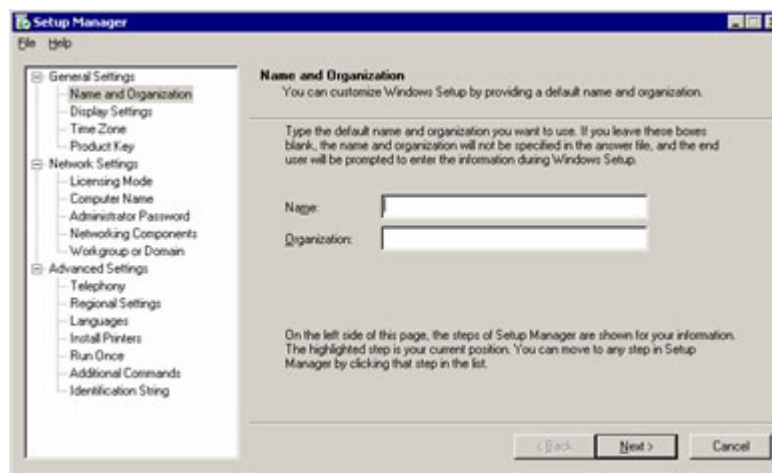 Setup Manager
File Help
General Settings
Name and Organization
Display Settings
Time Zone
Product Key
Network Settings
Licensing Mode
Computer Name
Administrator Password
Networking Components
Workgroup or Domain
Advanced Settings
Telephony
Regional Settings
Languages
Install Printers
Run Once
Additional Commands
Identification String
Name and Organization
You can customize Windows Setup by providing a default name and organization.
Type the default name and organization you want to use. If you leave these boxes
blank, the name and organization will not be specified in the answer file, and the end
user will be prompted to enter the information during Windows Setup.
Name:
Organization:
On the left side of this page, the steps of Setup Manager are shown for your information.
The highlighted step is your current position. You can move to any step in Setup
Manager by clicking that step in the list.
< Back Next > Cancel